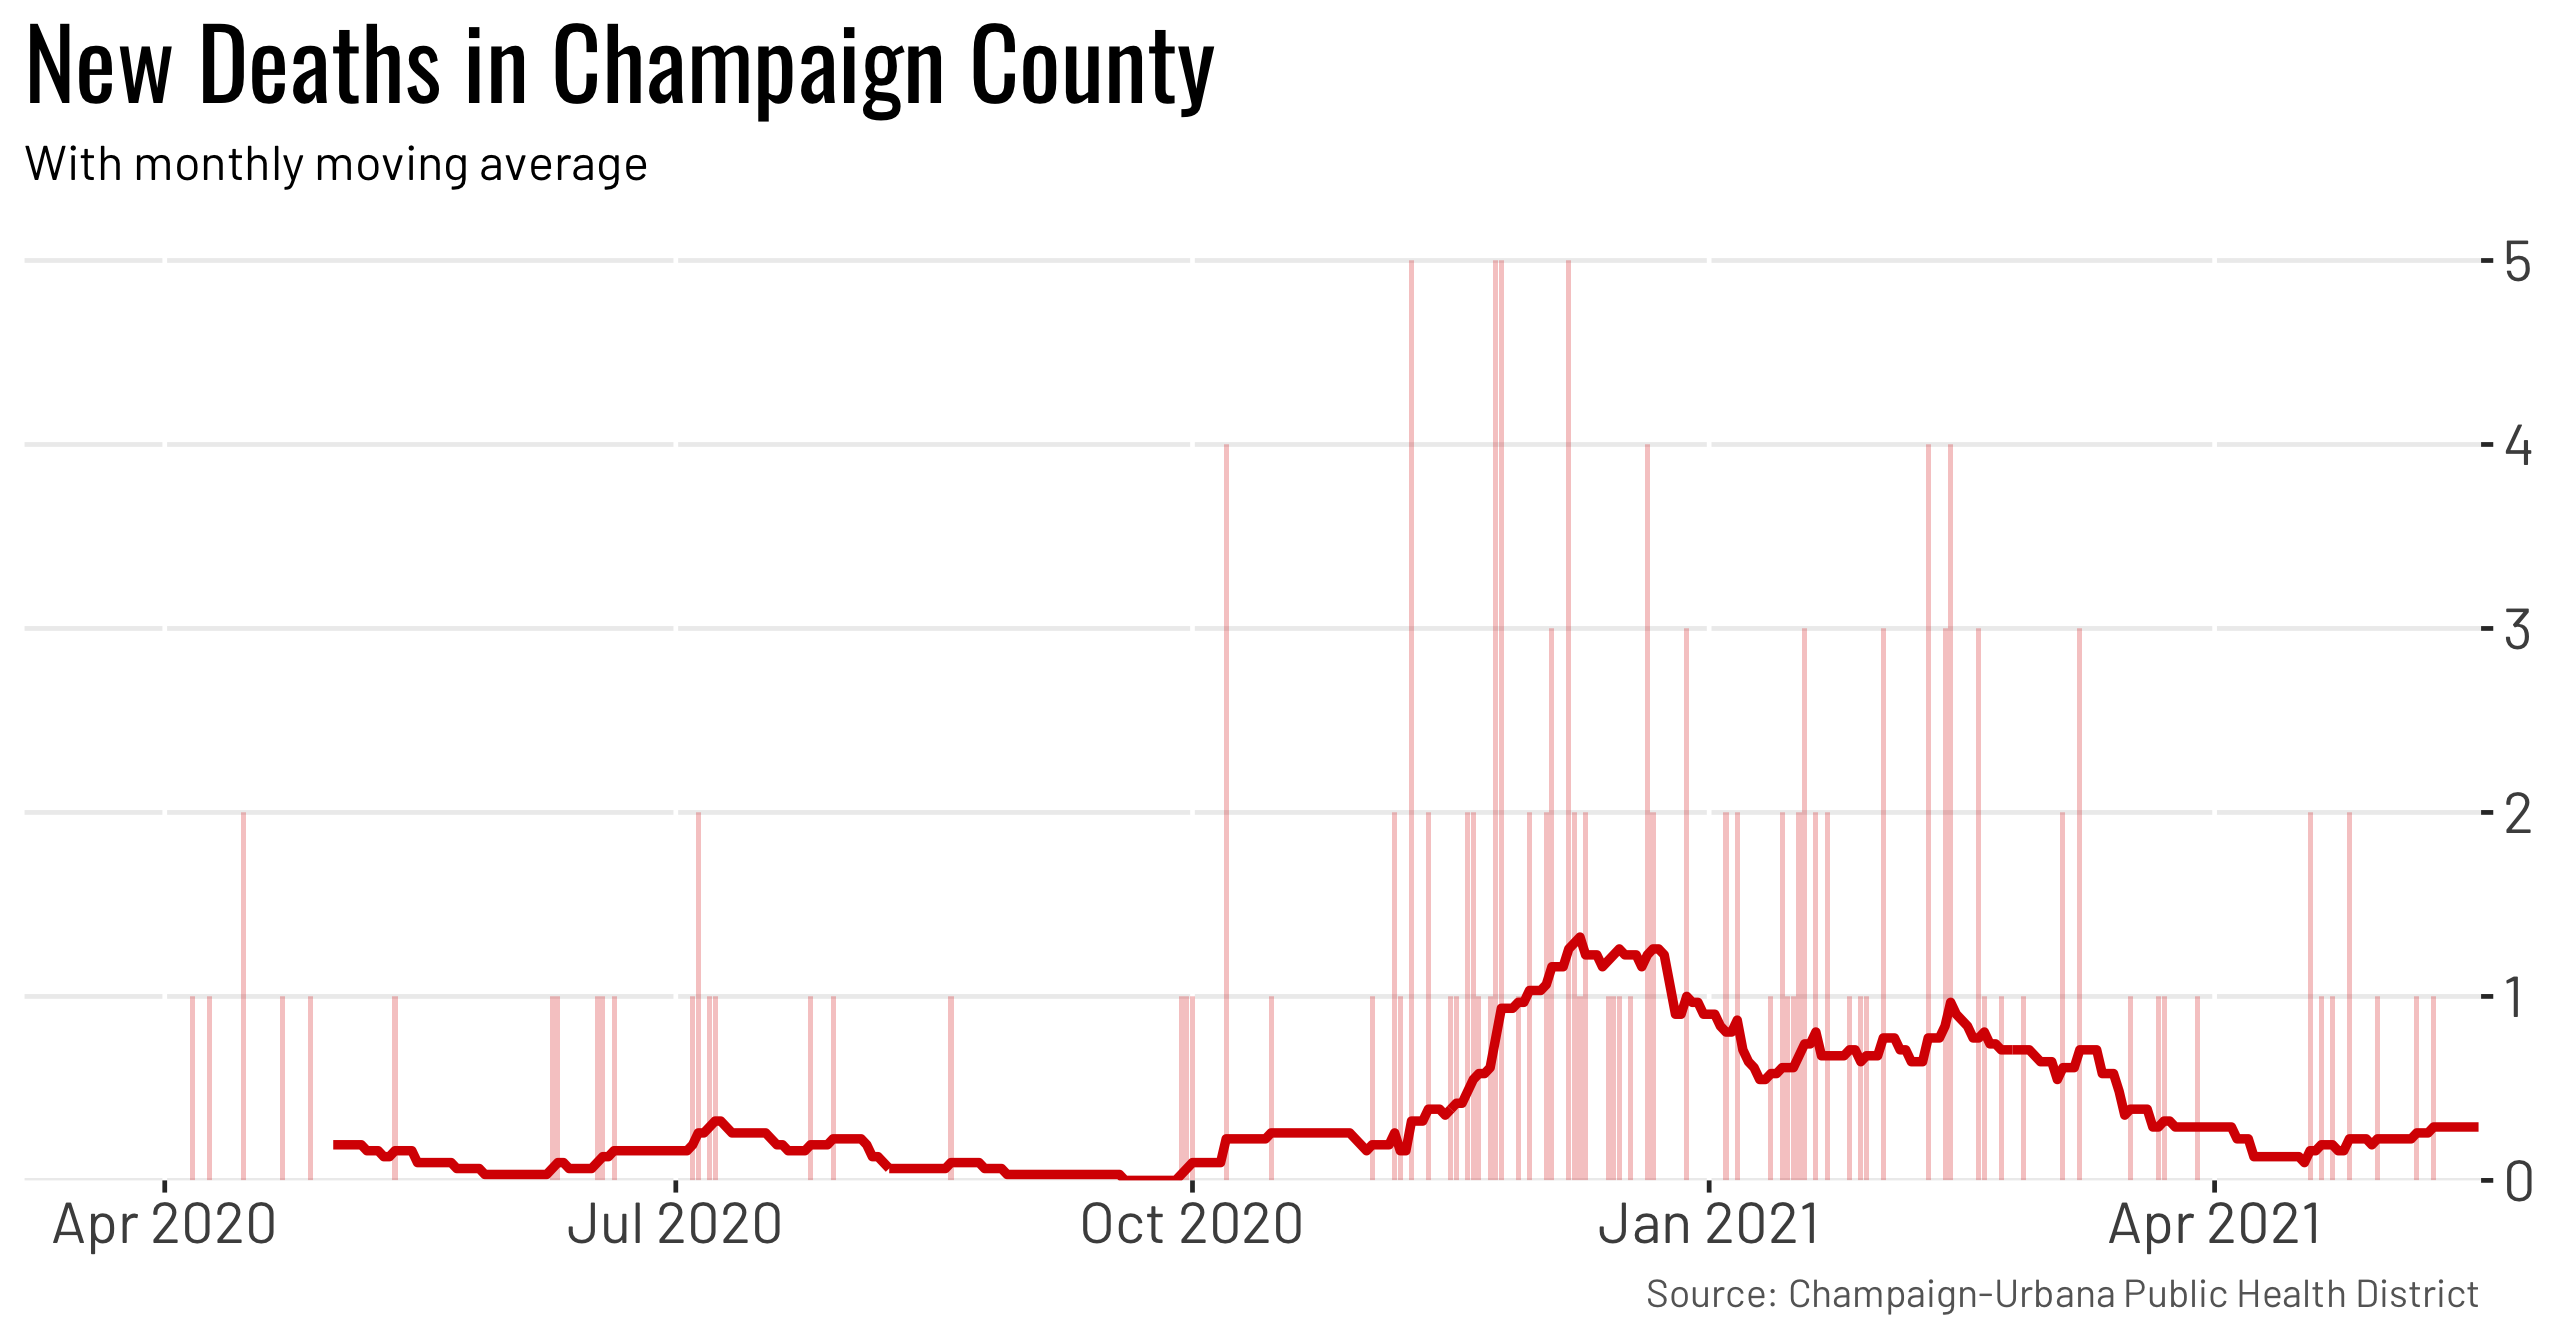 New Deaths in Champaign County
With monthly moving average
5
4
3
2
1
0
Apr 2020 Jul 2020 Oct 2020 Jan 2021 Apr 2021
Source: Champaign-Urbana Public Health District